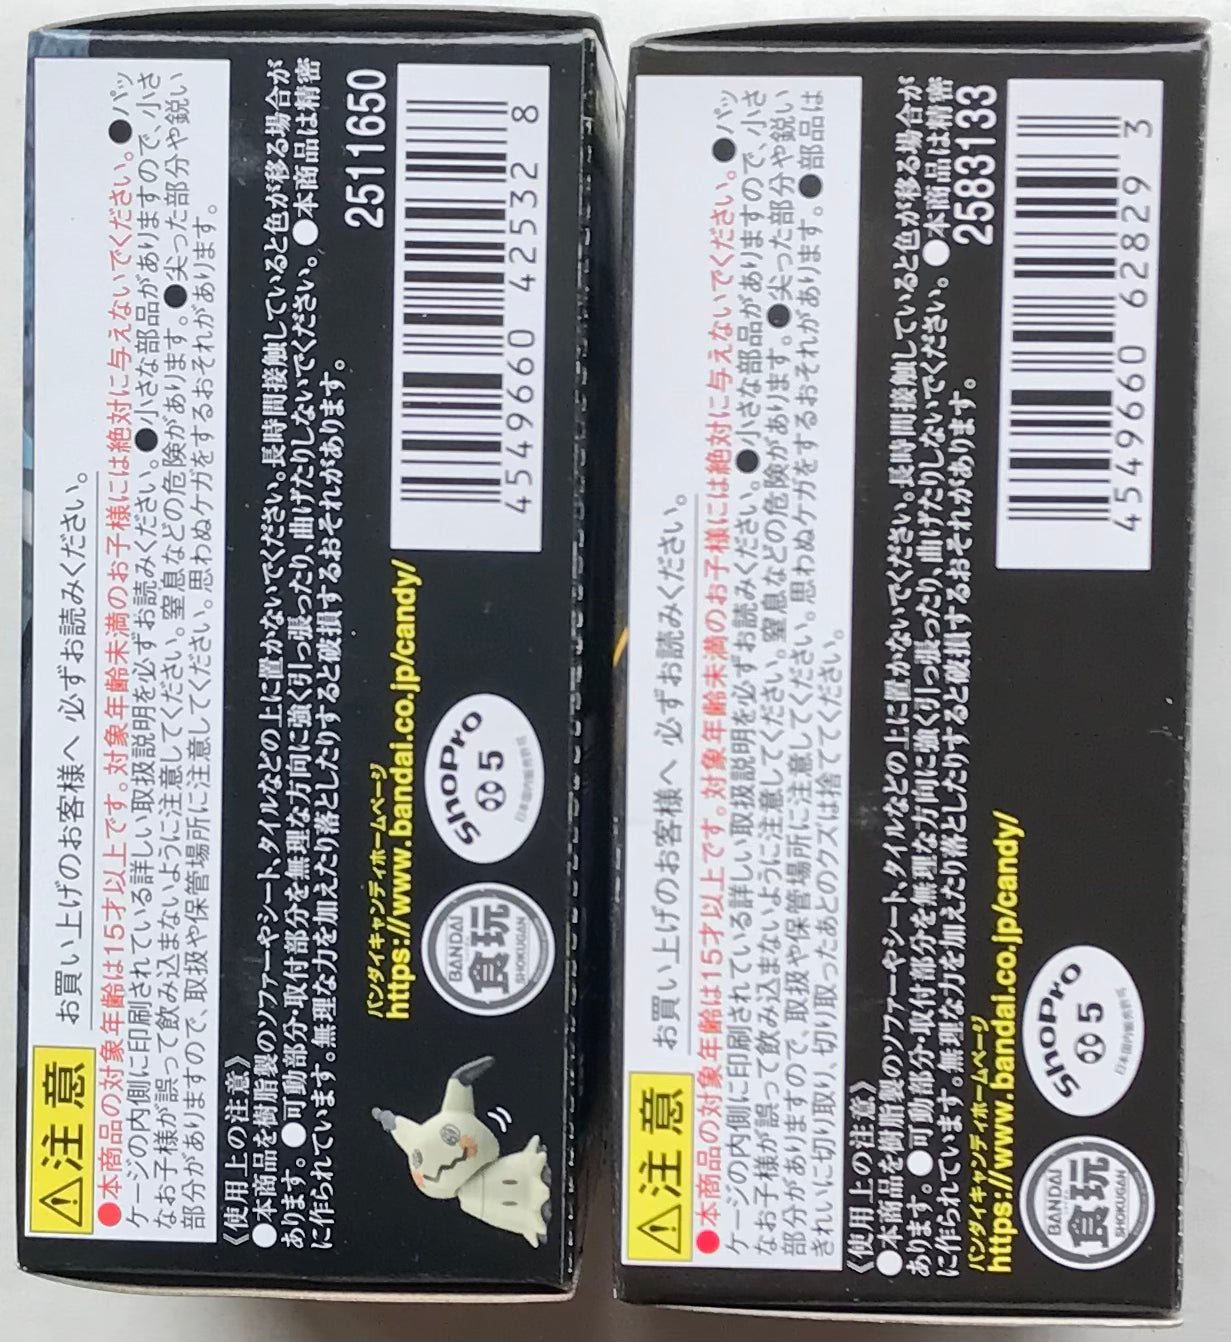 注意
お買い上げのお客様へ 必ずお読みください。
●本商品の対象年齢は15才以上です。対象年齢未満のお子様には絶対に与えないでください。●パッ
ケージの内側に印刷されている詳しい取扱説明を必ずお読みください。●小さな部品がありますので、小さ
なお子様が誤って飲み込まないように注意してください。窒息などの危険があります。●尖った部分や鋭い
部分がありますので、取扱や保管場所に注意してください。思わぬケガをするおそれがあります。
《使用上の注意》
●本商品を樹脂製のソファーやシート、タイルなどの上に置かないでください。長時間接触していると色が移る場合が
あります。●可動部分・取付部分を無理な方向に強く引っ張ったり、曲げたりしないでください。●本商品は精密
に作られています。無理な力を加えたり落としたりすると破損するおそれがあります。
2511650
バンダイキャンディホームページ
https://www.bandai.co.jp/candy/
BANDAI
食玩
SHOKUGAN
ShoPro
5
日本国内販売許諾
4549660 42532 8
注意
お買い上げのお客様へ 必ずお読みください。
●本商品の対象年齢は15才以上です。対象年齢未満のお子様には絶対に与えないでください。●パッ
ケージの内側に印刷されている詳しい取扱説明を必ずお読みください。●小さな部品がありますので、小さ
なお子様が誤って飲み込まないように注意してください。窒息などの危険があります。●尖った部分や鋭い
部分がありますので、取扱や保管場所に注意してください。思わぬケガをするおそれがあります。●部品は
きれいに切り取り、切り取ったあとのクズは捨ててください。
《使用上の注意》
●本商品を樹脂製のソファーやシート、タイルなどの上に置かないでください。長時間接触していると色が移る場合が
あります。●可動部分・取付部分を無理な方向に強く引っ張ったり、曲げたりしないでください。●本商品は精密
に作られています。無理な力を加えたり落としたりすると破損するおそれがあります。
2583133
バンダイキャンディホームページ
https://www.bandai.co.jp/candy/
BANDAI
食玩
SHOKUGAN
ShoPro
5
日本国内販売許諾
4549660 62829 3